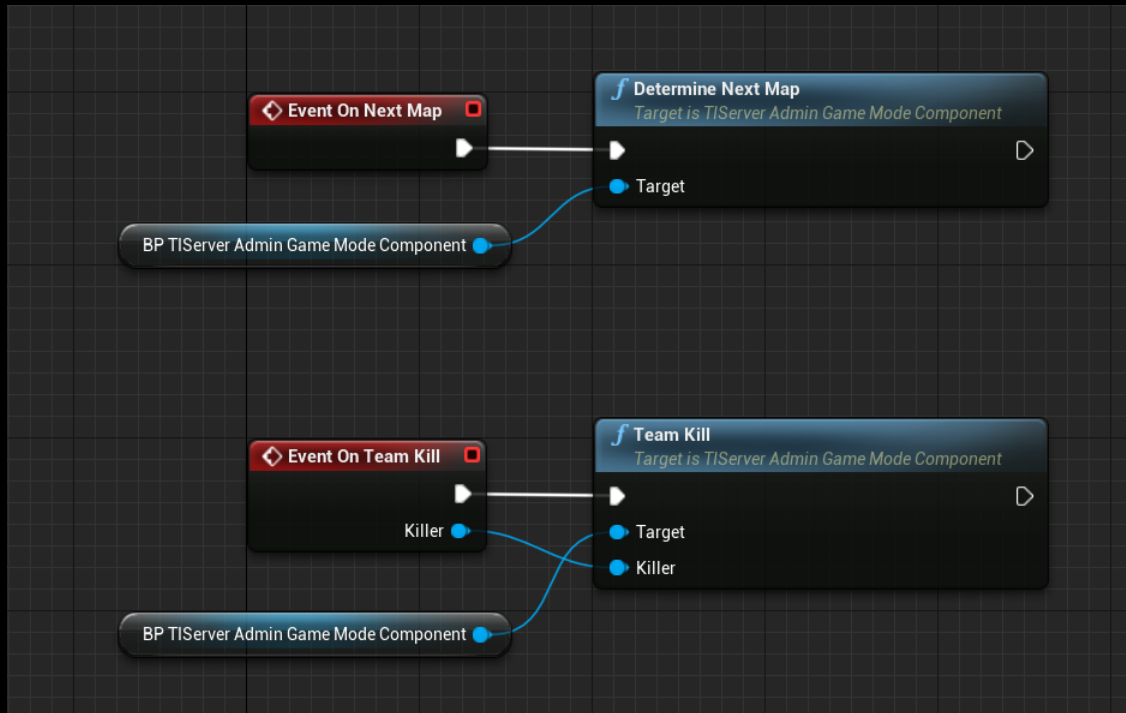 Event On Next Map
Determine Next Map
Target is TIServer Admin Game Mode Component
Target
BP TIServer Admin Game Mode Component
Event On Team Kill
Killer
Team Kill
Target is TIServer Admin Game Mode Component
Target
Killer
BP TIServer Admin Game Mode Component